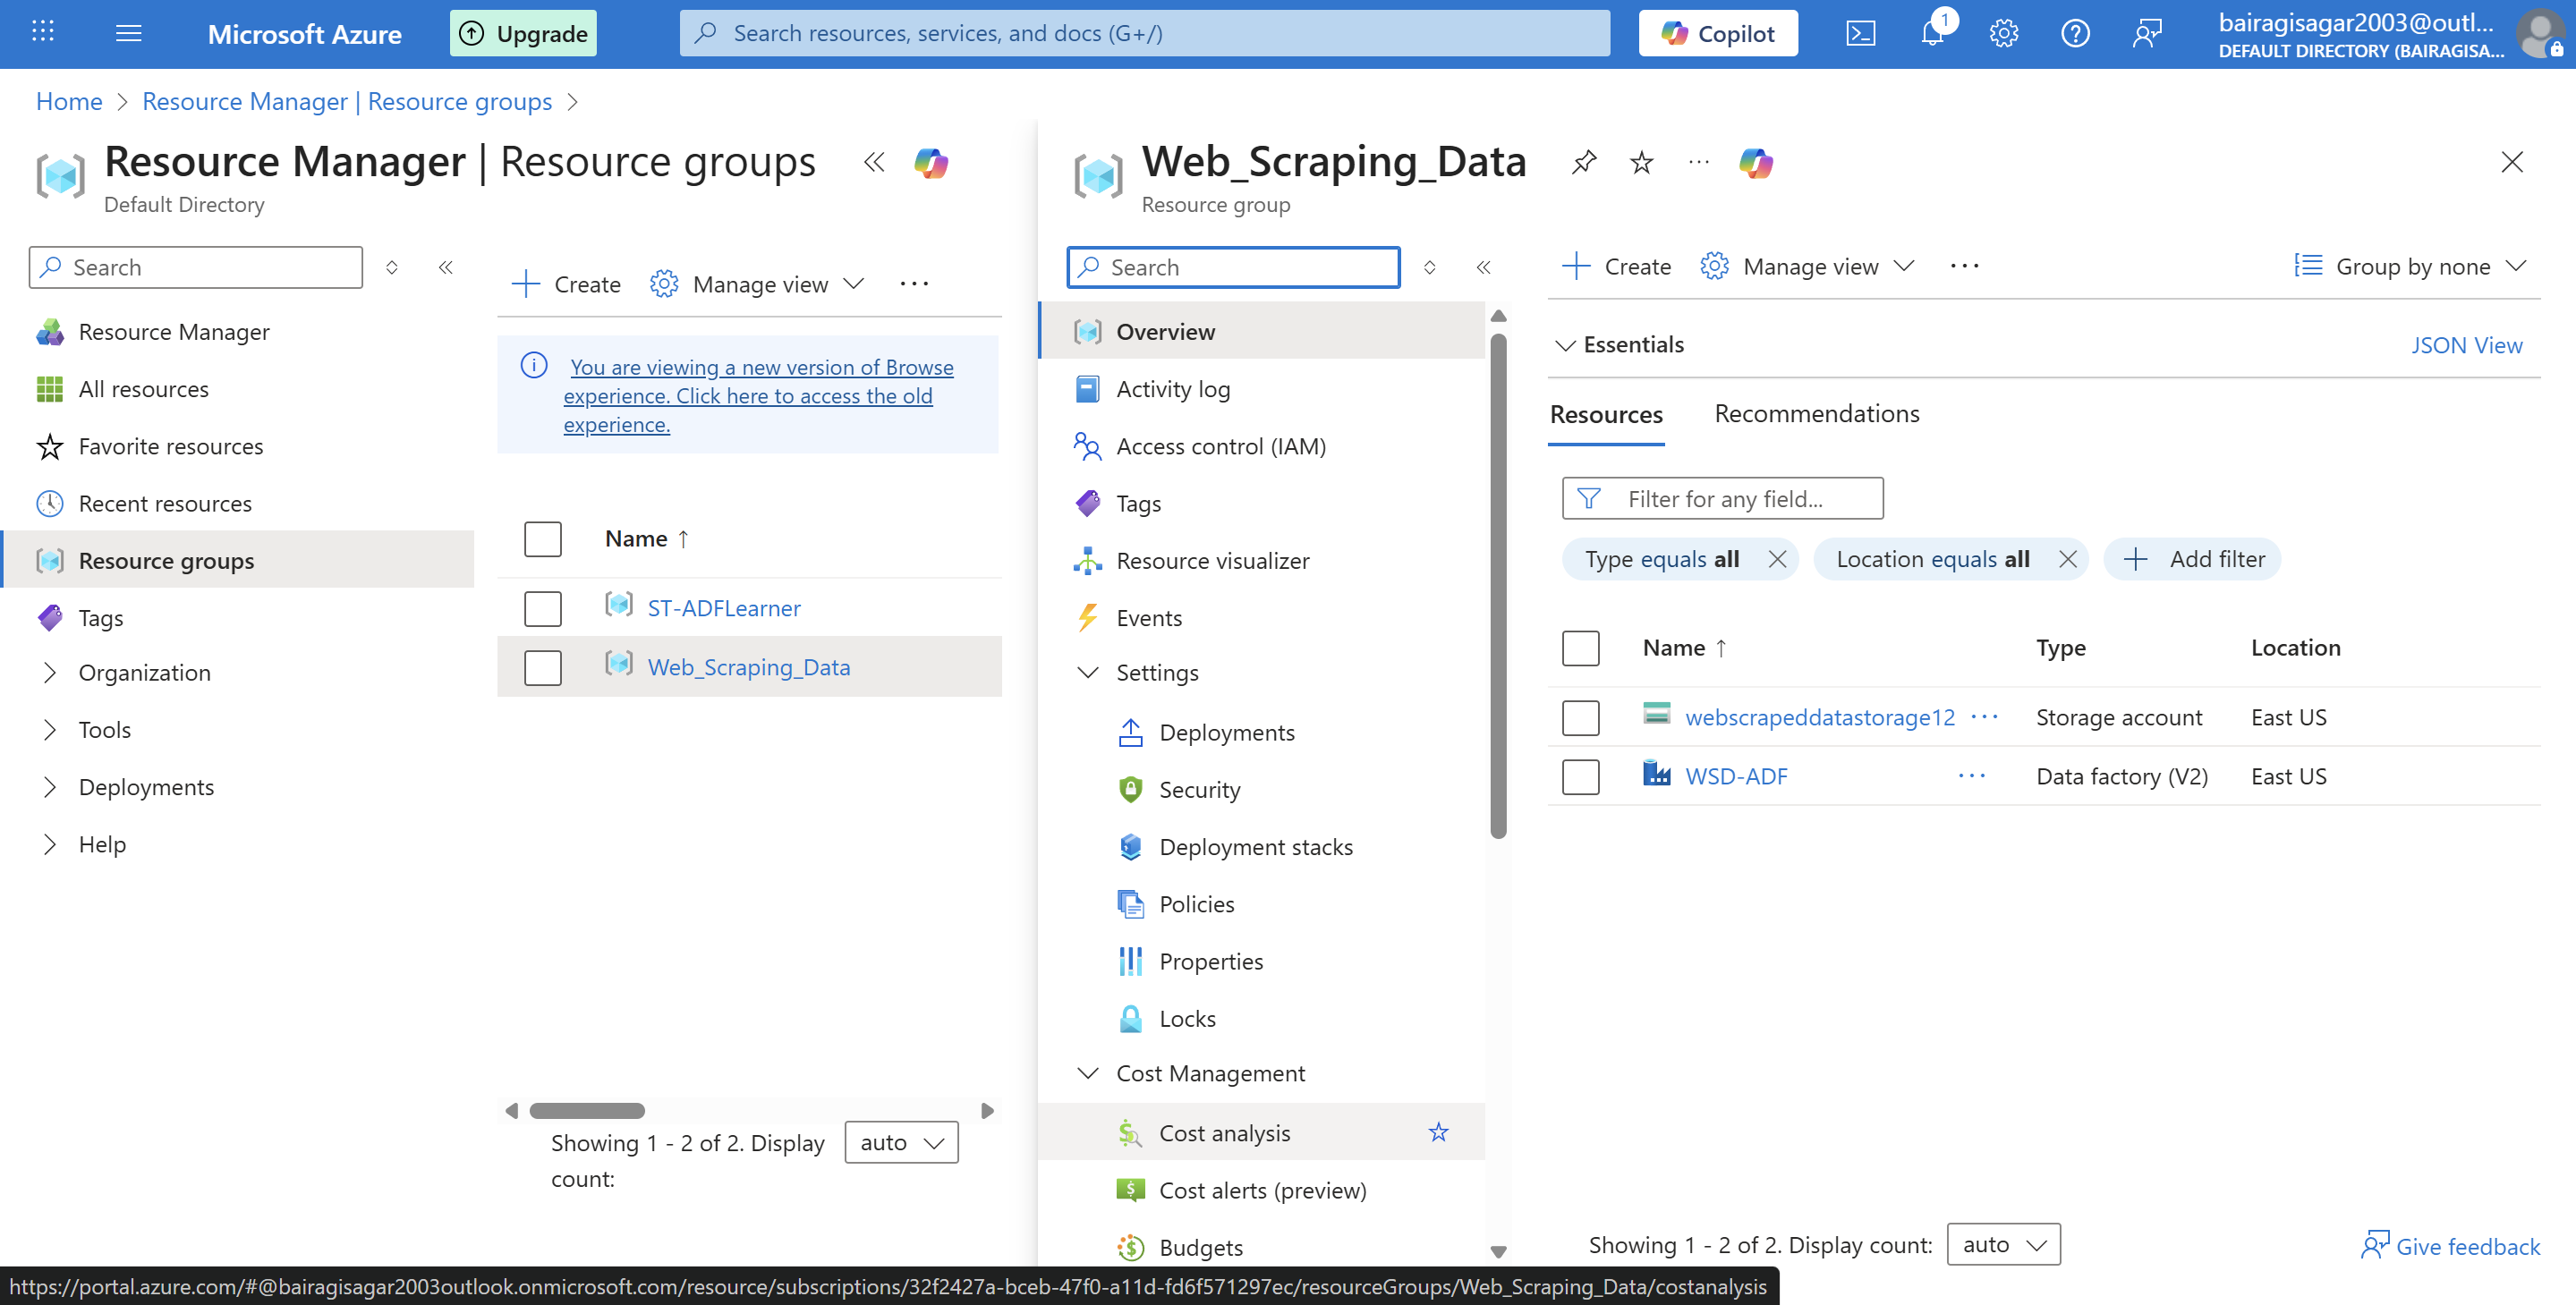 Microsoft Azure
Upgrade
Search resources, services, and docs (G+/)
Copilot
1
bairagisagar2003@outl...
DEFAULT DIRECTORY (BAIRAGISA...
Home > Resource Manager | Resource groups >
Resource Manager | Resource groups
Default Directory
Search
Resource Manager
All resources
Favorite resources
Recent resources
Resource groups
Tags
Organization
Tools
Deployments
Help
Create
Manage view
You are viewing a new version of Browse
experience. Click here to access the old
experience.
Name ↑
ST-ADFLearner
Web_Scraping_Data
Showing 1 - 2 of 2. Display
count:
auto
Web_Scraping_Data
Resource group
Search
Overview
Activity log
Access control (IAM)
Tags
Resource visualizer
Events
Settings
Deployments
Security
Deployment stacks
Policies
Properties
Locks
Cost Management
Cost analysis
Cost alerts (preview)
Budgets
Create
Manage view
Group by none
Essentials
JSON View
Resources
Recommendations
Filter for any field...
Type equals all
Location equals all
Add filter
Name ↑ Type Location
webscrapeddatastorage12 Storage account East US
WSD-ADF Data factory (V2) East US
Showing 1 - 2 of 2. Display count:
auto
Give feedback
https://portal.azure.com/#@bairagisagar2003outlook.onmicrosoft.com/resource/subscriptions/32f2427a-bceb-47f0-a11d-fd6f571297ec/resourceGroups/Web_Scraping_Data/costanalysis